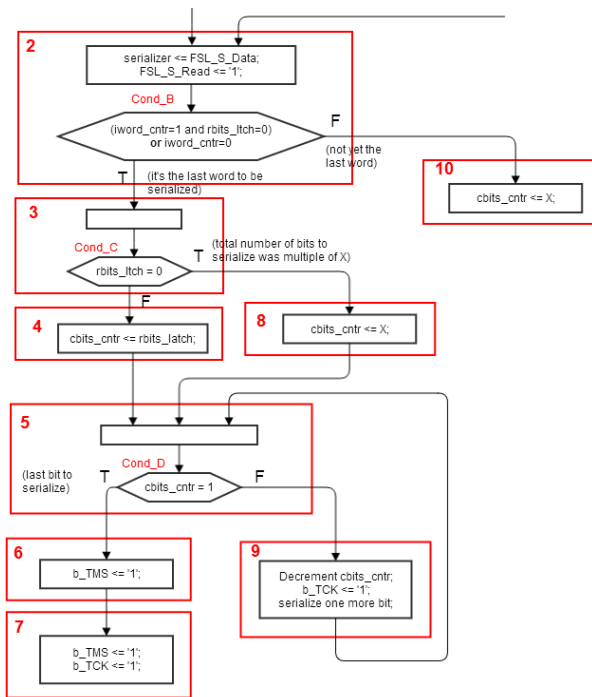 2
serializer <= FSL_S_Data;
FSL_S_Read <= '1';
Cond_B
(iword_cntr=1 and rbits_ltch=0)
or iword_cntr=0
F
(not yet the
last word)
T
(it's the last word to be
serialized)
10
cbits_cntr <= X;
3
Cond_C
rbits_ltch = 0
T
(total number of bits to
serialize was multiple of X)
F
4
cbits_cntr <= rbits_latch;
8
cbits_cntr <= X;
5
(last bit to
serialize)
T
Cond_D
cbits_cntr = 1
F
6
b_TMS <= '1';
9
Decrement cbits_cntr;
b_TCK <= '1';
serialize one more bit;
7
b_TMS <= '1';
b_TCK <= '1';